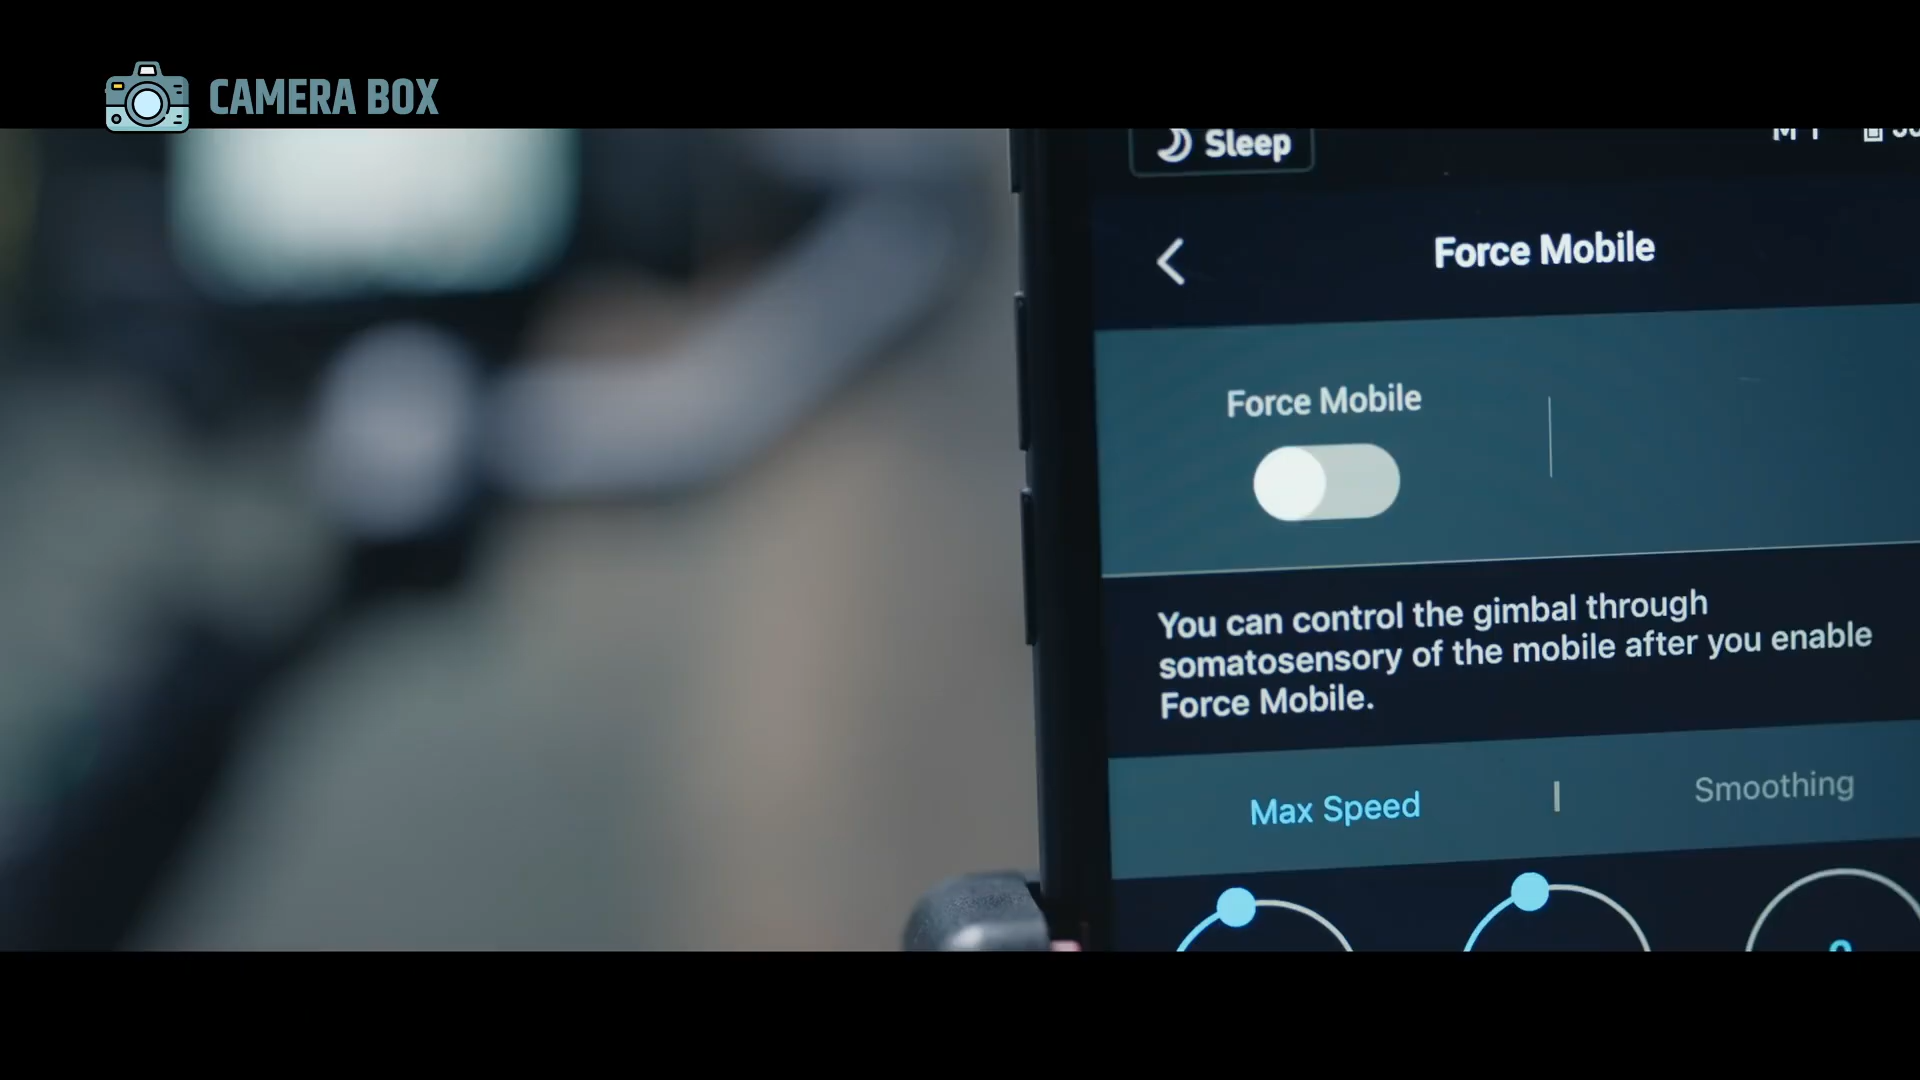 CAMERA BOX
Sleep
Force Mobile
Force Mobile
You can control the gimbal through
somatosensory of the mobile after you enable
Force Mobile.
Max Speed | Smoothing